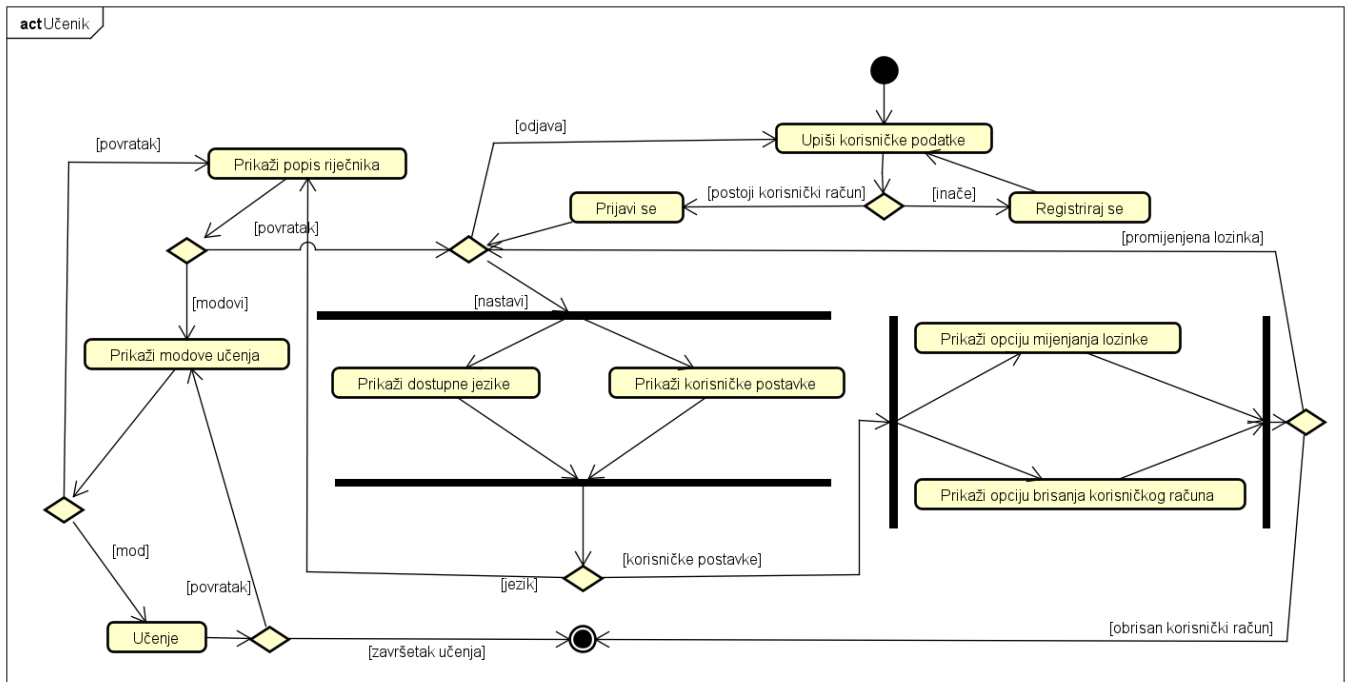 act Učenik
[odjava]
Upiši korisničke podatke
[povratak]
Prikaži popis riječnika
[postoji korisnički račun]
[inače]
Prijavi se
Registriraj se
[povratak]
[promijenjena lozinka]
[modovi]
[nastavi]
Prikaži modove učenja
Prikaži opciju mijenjanja lozinke
Prikaži dostupne jezike
Prikaži korisničke postavke
Prikaži opciju brisanja korisničkog računa
[mod]
[korisničke postavke]
[povratak]
[jezik]
Učenje
[završetak učenja]
[obrisan korisnički račun]